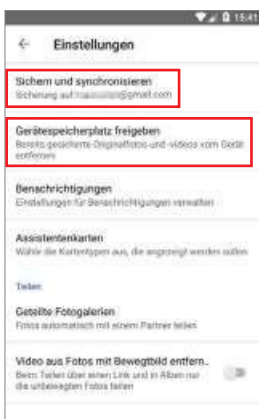 15:41
Einstellungen
Sichern und synchronisieren
Sicherung auf @gmail.com
Gerätespeicherplatz freigeben
Bereits gesicherte Originalfotos und -videos vom Gerät
entfernen
Benachrichtigungen
Einstellungen für Benachrichtigungen verwalten
Assistentenkarten
Wähle die Kartentypen aus, die angezeigt werden sollen
Teilen
Geteilte Fotogalerien
Fotos automatisch mit einem Partner teilen
Video aus Fotos mit Bewegtbild entfern..
Beim Teilen über einen Link und in Alben nur
die unbewegten Fotos teilen